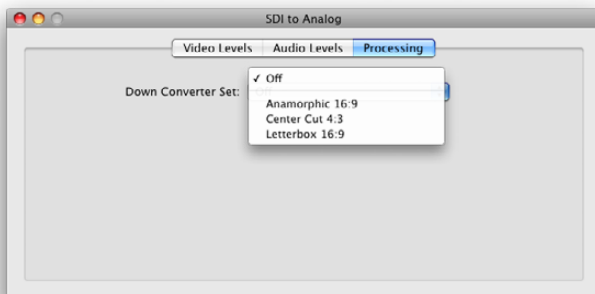 SDI to Analog
Video Levels Audio Levels Processing
Down Converter Set: ✓ Off
Anamorphic 16:9
Center Cut 4:3
Letterbox 16:9